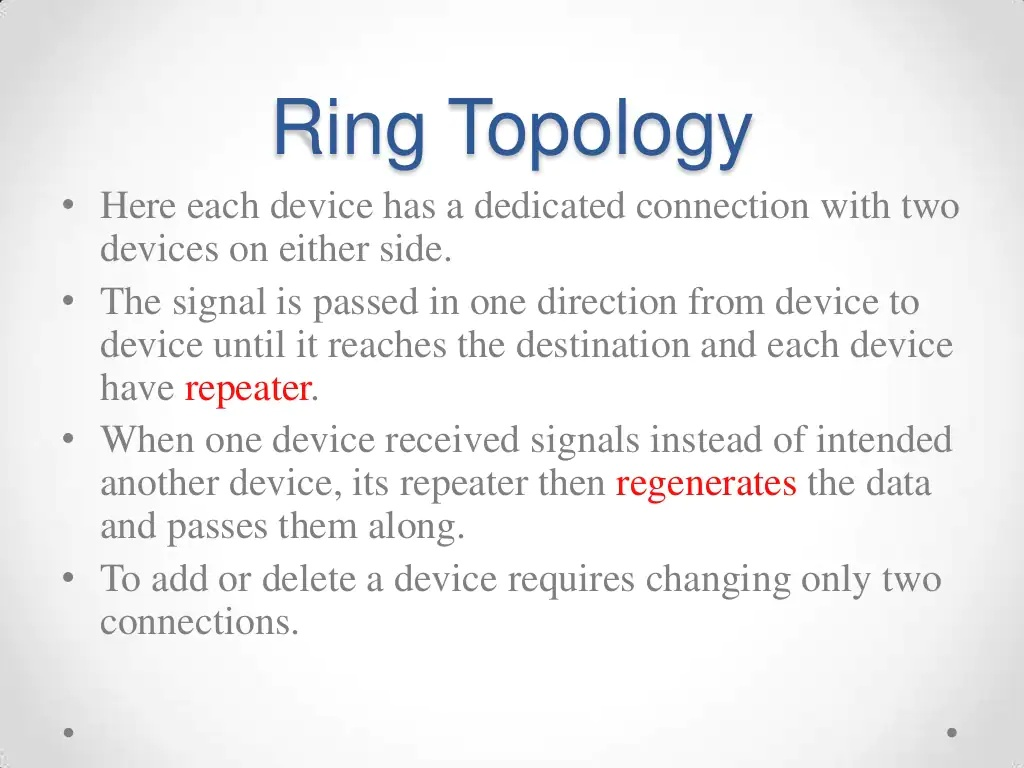 Ring Topology
• Here each device has a dedicated connection with two
devices on either side.
• The signal is passed in one direction from device to
device until it reaches the destination and each device
have repeater.
• When one device received signals instead of intended
another device, its repeater then regenerates the data
and passes them along.
• To add or delete a device requires changing only two
connections.